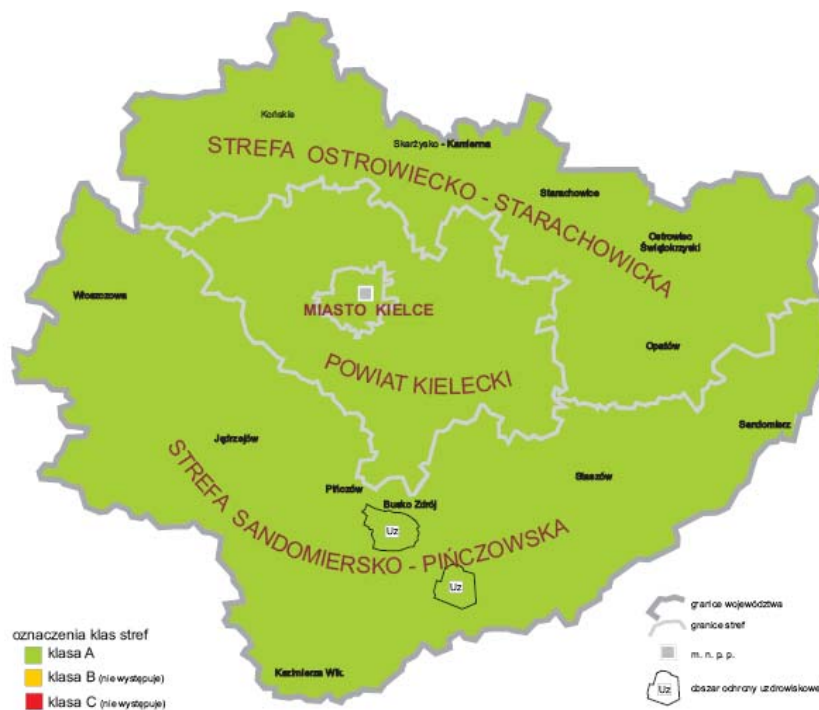 Końskie
Skarżysko - Kamienna
STREFA OSTROWIECKO - STARACHOWICKA
Starachowice
Ostrowiec
Świętokrzyski
Włoszczowa
MIASTO KIELCE
Opatów
POWIAT KIELECKI
Sandomierz
Jędrzejów
Staszów
Pińczów
Busko Zdrój
STREFA SANDOMIERSKO - PIŃCZOWSKA
Uz
Uz
Kazimierza Wlk.
oznaczenia klas stref
klasa A
klasa B (nie występuje)
klasa C (nie występuje)
granice województwa
granice stref
m. n. p. p.
Uz obszar ochrony uzdrowiskowej